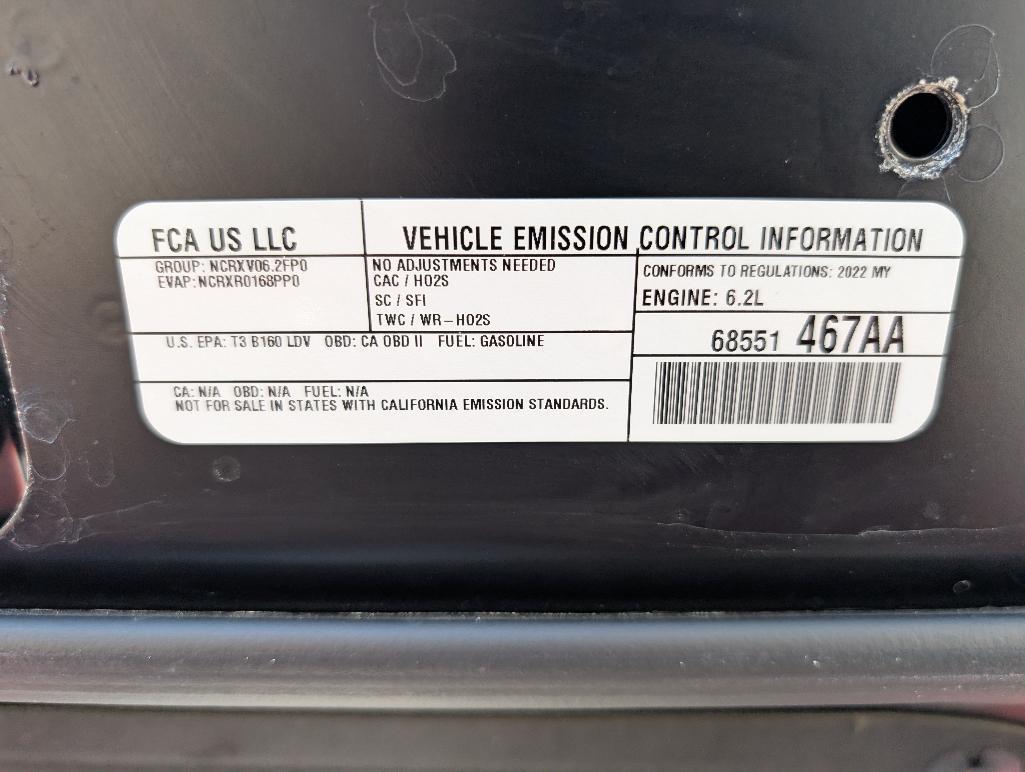 FCA US LLC
VEHICLE EMISSION CONTROL INFORMATION
GROUP: NCRXV06.2FP0
EVAP: NCRXR0168PP0
NO ADJUSTMENTS NEEDED
CAC / HO2S
SC / SFI
TWC / WR-HO2S
CONFORMS TO REGULATIONS: 2022 MY
ENGINE: 6.2L
68551 467AA
U.S. EPA: T3 B160 LDV OBD: CA OBD II FUEL: GASOLINE
CA: N/A OBD: N/A FUEL: N/A
NOT FOR SALE IN STATES WITH CALIFORNIA EMISSION STANDARDS.